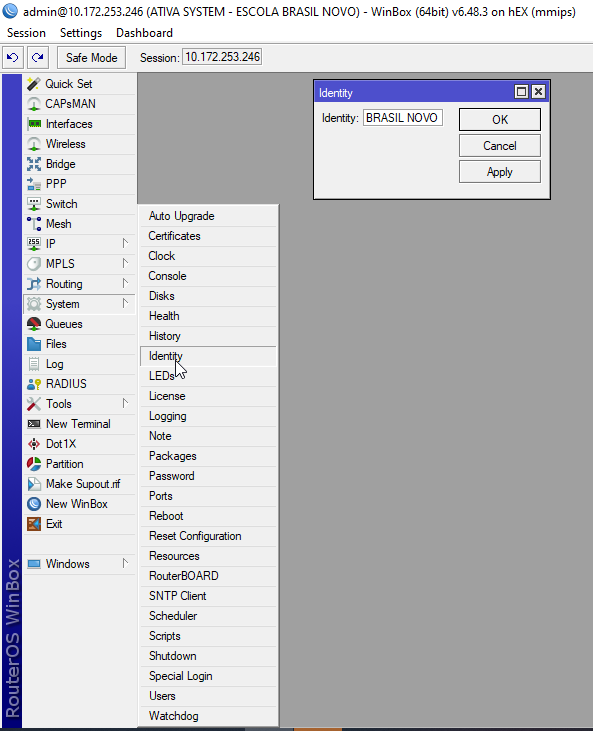 admin@10.172.253.246 (ATIVA SYSTEM - ESCOLA BRASIL NOVO) - WinBox (64bit) v6.48.3 on hEX (mmips)
Session Settings Dashboard
Safe Mode Session: 10.172.253.246
Quick Set
CAPsMAN
Interfaces
Wireless
Bridge
PPP
Switch
Mesh
255
IP
MPLS
Routing
System
Queues
Files
Log
RADIUS
Tools
New Terminal
Dot1X
Partition
Make Supout.rif
New WinBox
Exit
Windows
RouterOS WinBox
Auto Upgrade
Certificates
Clock
Console
Disks
Health
History
Identity
LEDs
License
Logging
Note
Packages
Password
Ports
Reboot
Reset Configuration
Resources
RouterBOARD
SNTP Client
Scheduler
Scripts
Shutdown
Special Login
Users
Watchdog
Identity
Identity: BRASIL NOVO OK
Cancel
Apply